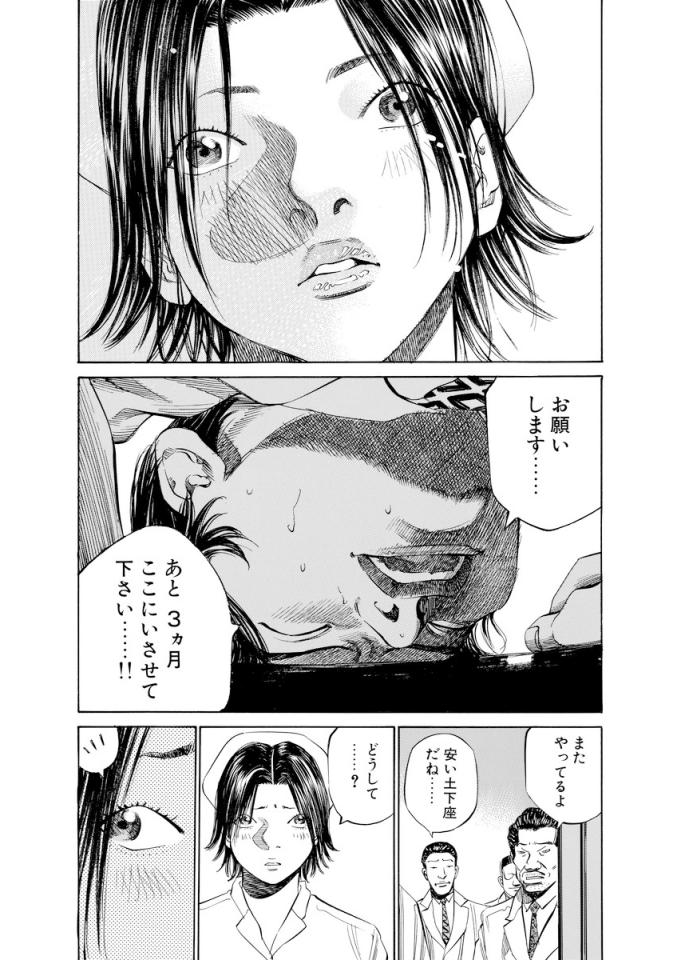 お願い
します……
あと３ヵ月
ここにいさせて
下さい……!!
また
やってるよ
安い土下座
だね……
どうして
……？